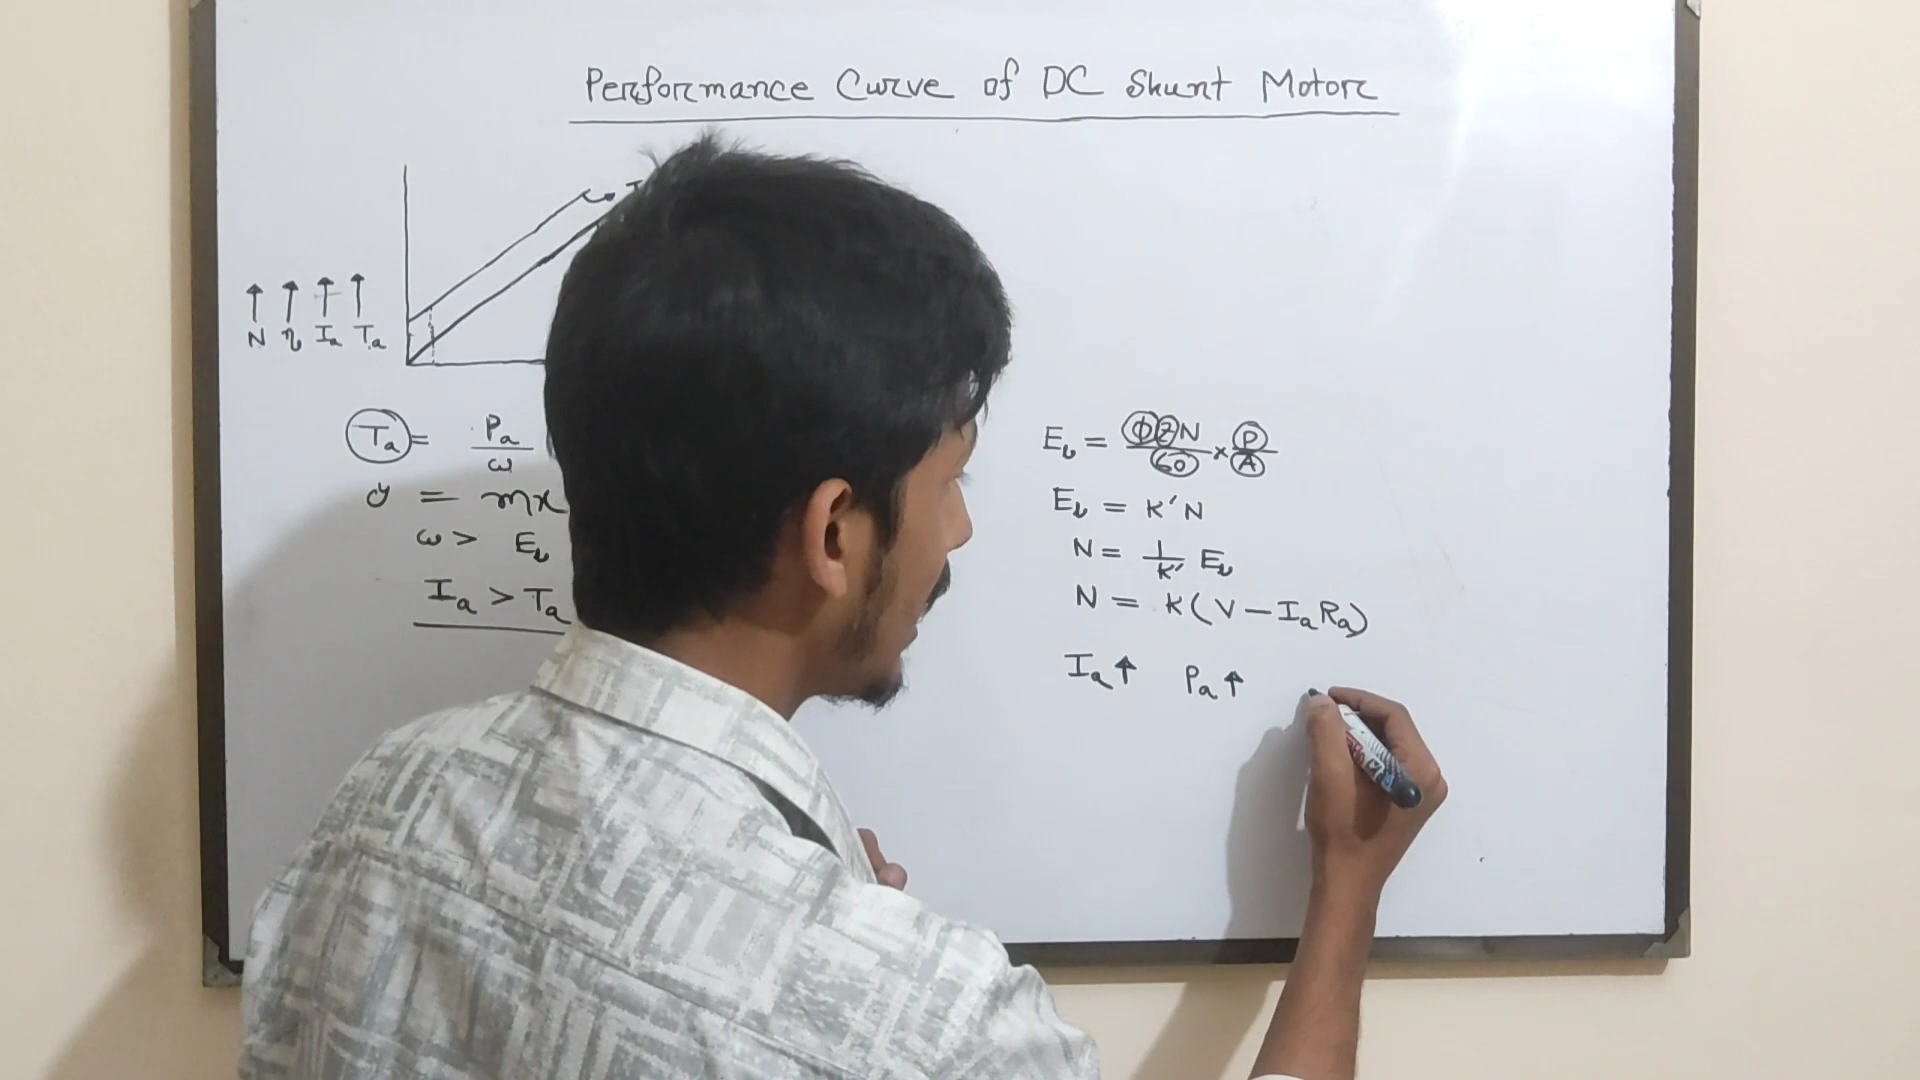 Performance Curve of DC Shunt Motor
N η Ia Ta
Ta = Pa / ω
y = mx
ω > Eb
Ia > Ta
Eb = ϕZN / 60 × P / A
Eb = K′N
N = 1 / K′ Eb
N = K(V − IaRa)
Ia↑ Pa↑